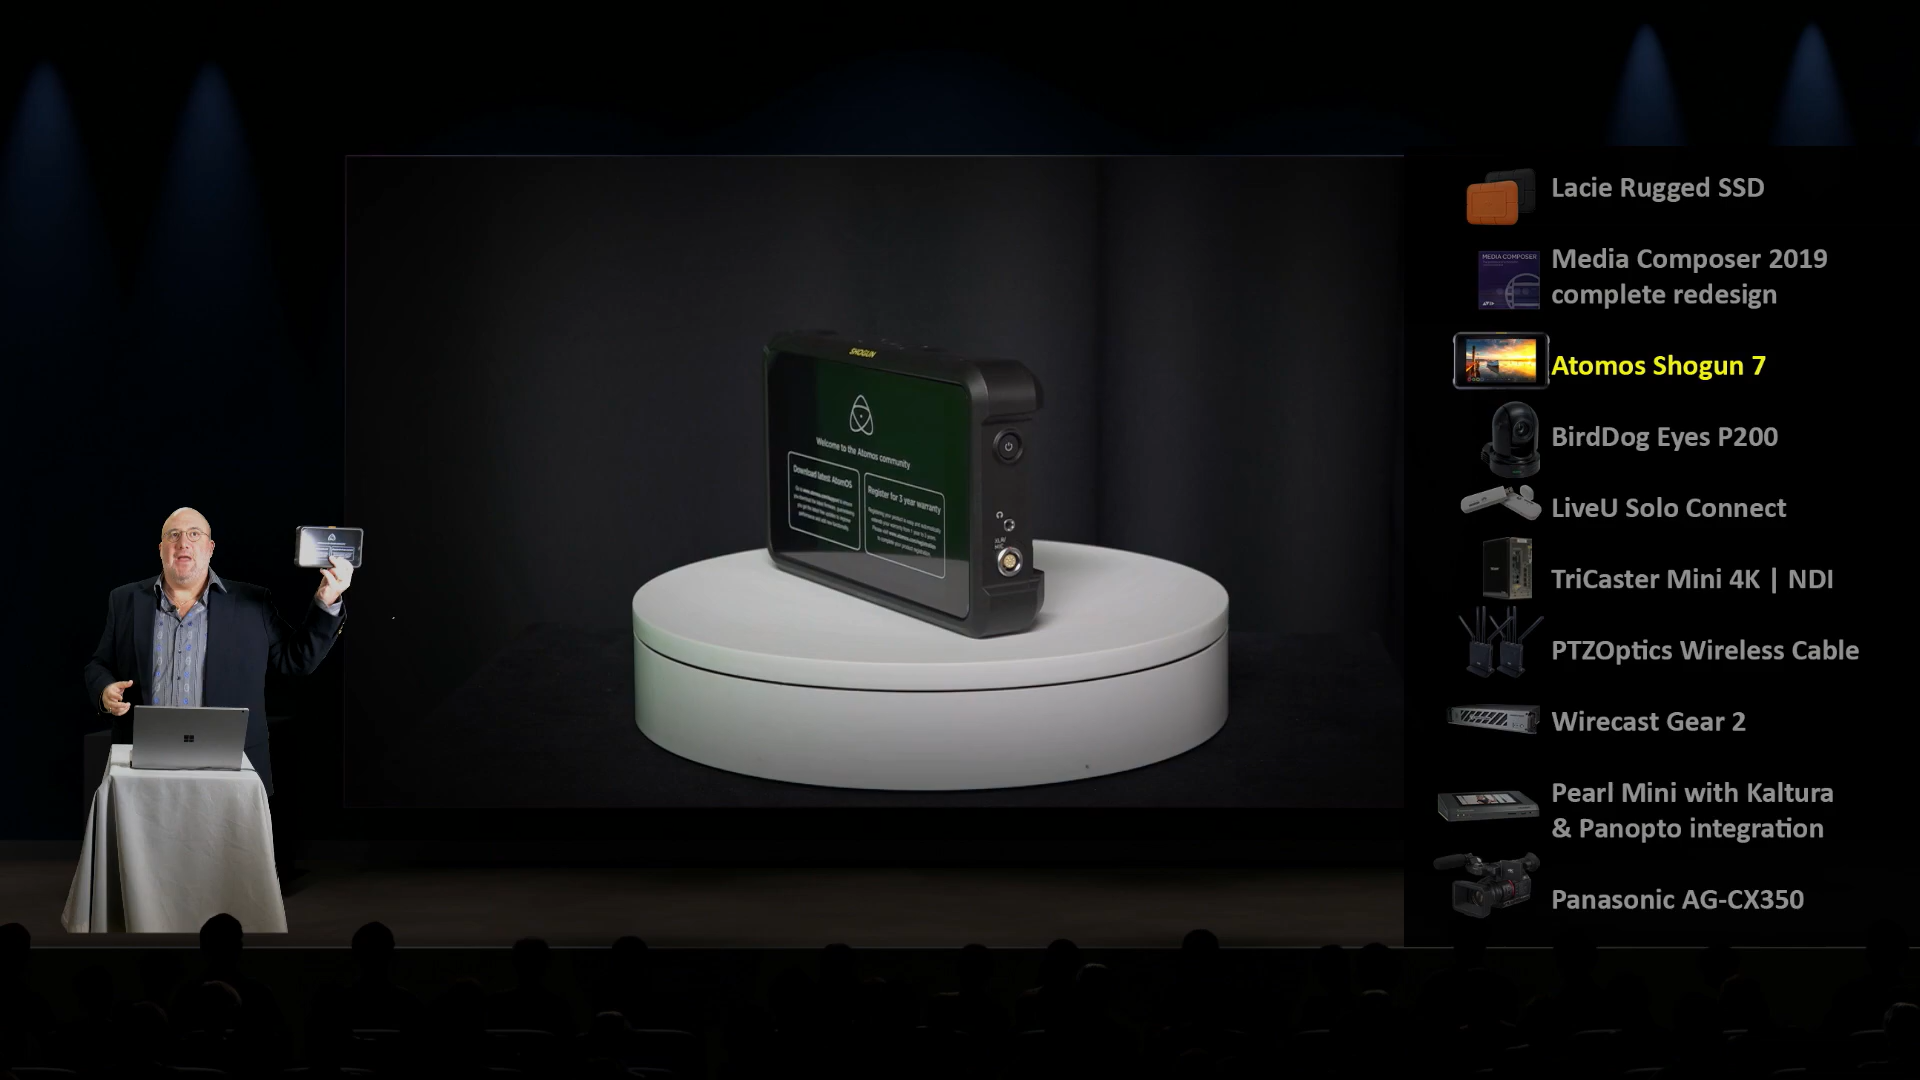 Lacie Rugged SSD
MEDIA COMPOSER
Media Composer 2019
complete redesign
Atomos Shogun 7
BirdDog Eyes P200
LiveU Solo Connect
TriCaster Mini 4K | NDI
PTZOptics Wireless Cable
Wirecast Gear 2
Pearl Mini with Kaltura
& Panopto integration
Panasonic AG-CX350
SHOGUN
Welcome to the Atomos community
Download latest AtomOS
Register for 3 year warranty